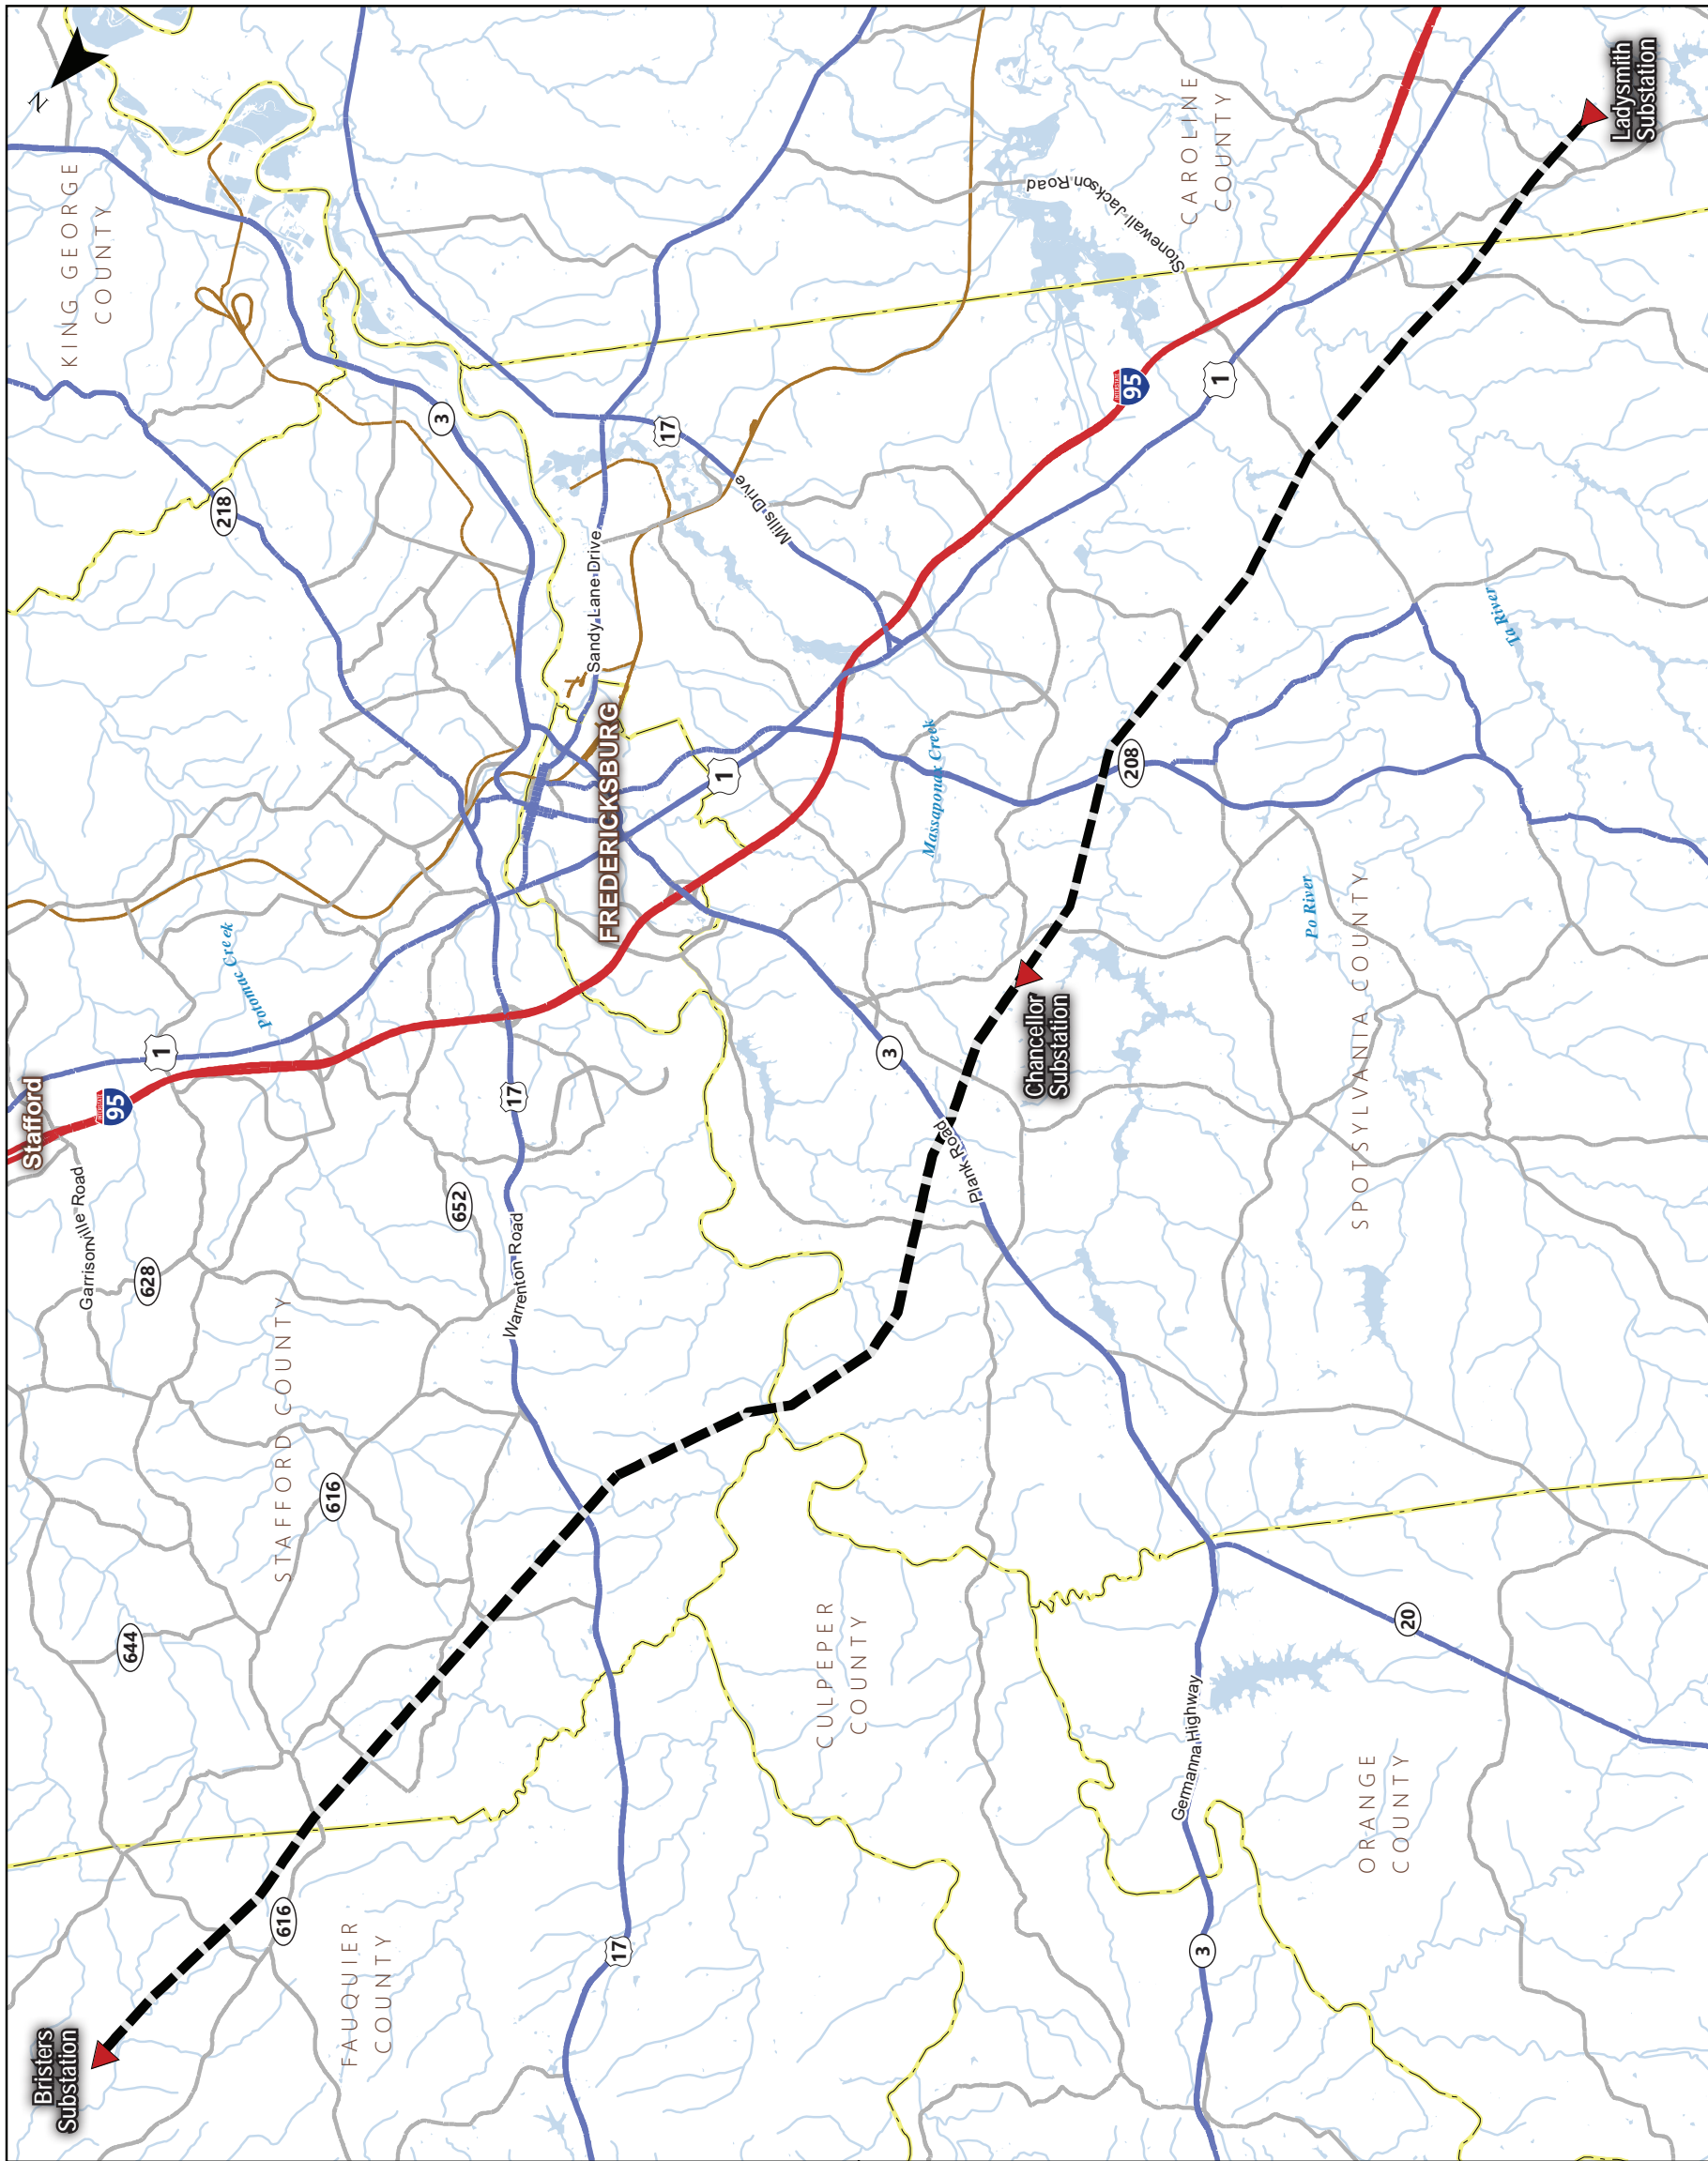 N
KING GEORGE
COUNTY
CAROLINE
COUNTY
Ladysmith
Substation
Stonewall Jackson Road
3
218
17
95
1
Mills Drive
Sandy Lane Drive
FREDERICKSBURG
1
208
Ta River
Massaponax Creek
Po River
SPOTSYLVANIA COUNTY
Potomac Creek
1
Stafford
95
17
3
Chancellor
Substation
Plank Road
Garrisonville Road
628
652
Warrenton Road
STAFFORD COUNTY
616
644
CULPEPER
COUNTY
20
Germanna Highway
ORANGE
COUNTY
616
FAUQUIER
COUNTY
17
3
Bristers
Substation